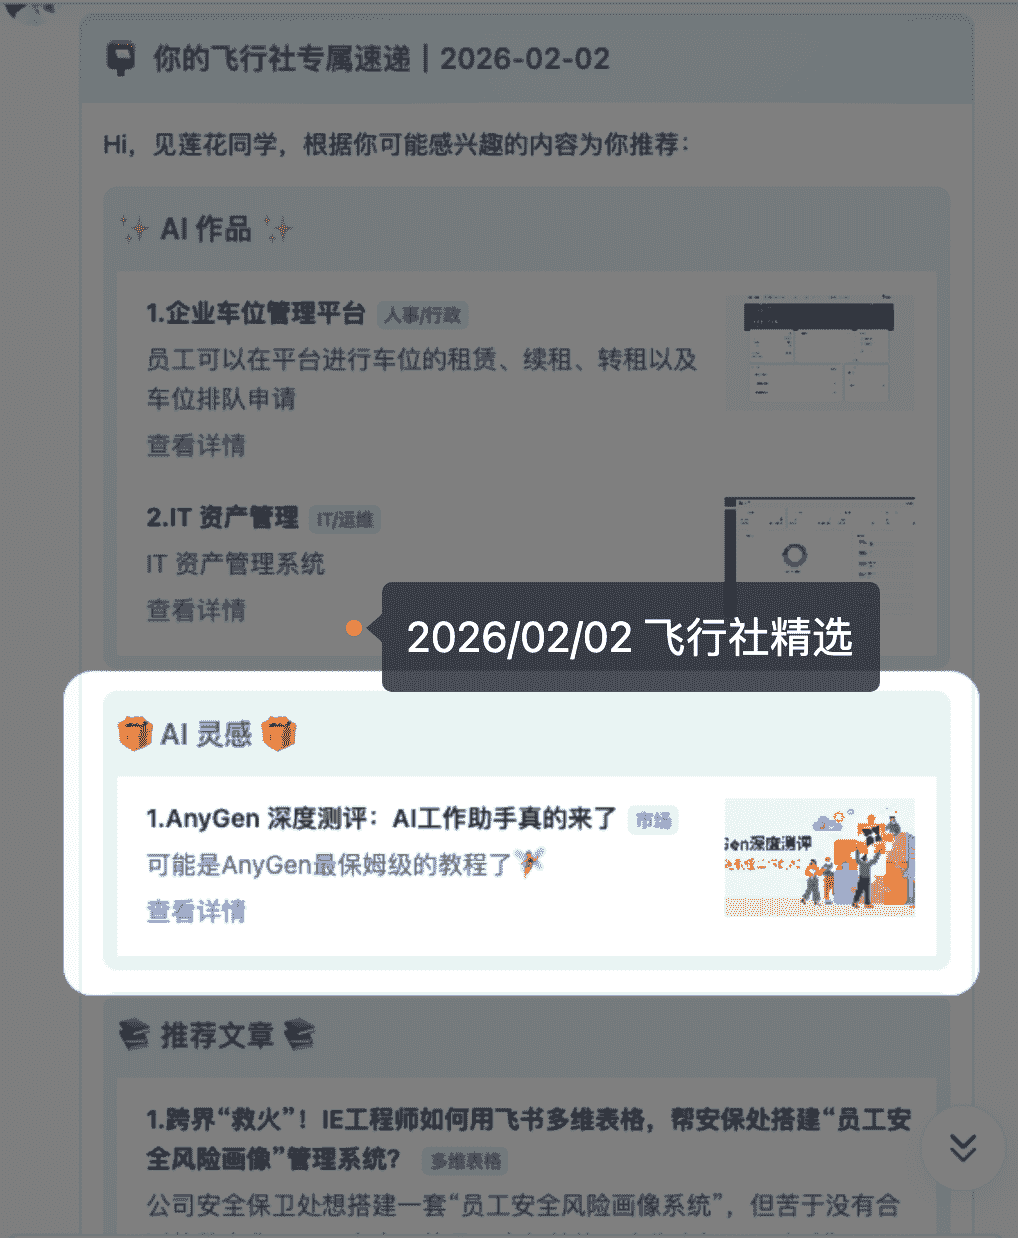 你的飞行社专属速递 | 2026-02-02
Hi，见莲花同学，根据你可能感兴趣的内容为你推荐：
AI 作品
1.企业车位管理平台 人事/行政
员工可以在平台进行车位的租赁、续租、转租以及
车位排队申请
查看详情
2.IT 资产管理 IT/运维
IT 资产管理系统
查看详情
2026/02/02 飞行社精选
AI 灵感
1.AnyGen 深度测评：AI工作助手真的来了 市场
可能是AnyGen最保姆级的教程了
查看详情
Gen深度测评
推荐文章
1.跨界“救火”！IE工程师如何用飞书多维表格，帮安保处搭建“员工安
全风险画像”管理系统？ 多维表格
公司安全保卫处想搭建一套“员工安全风险画像系统”，但苦于没有合